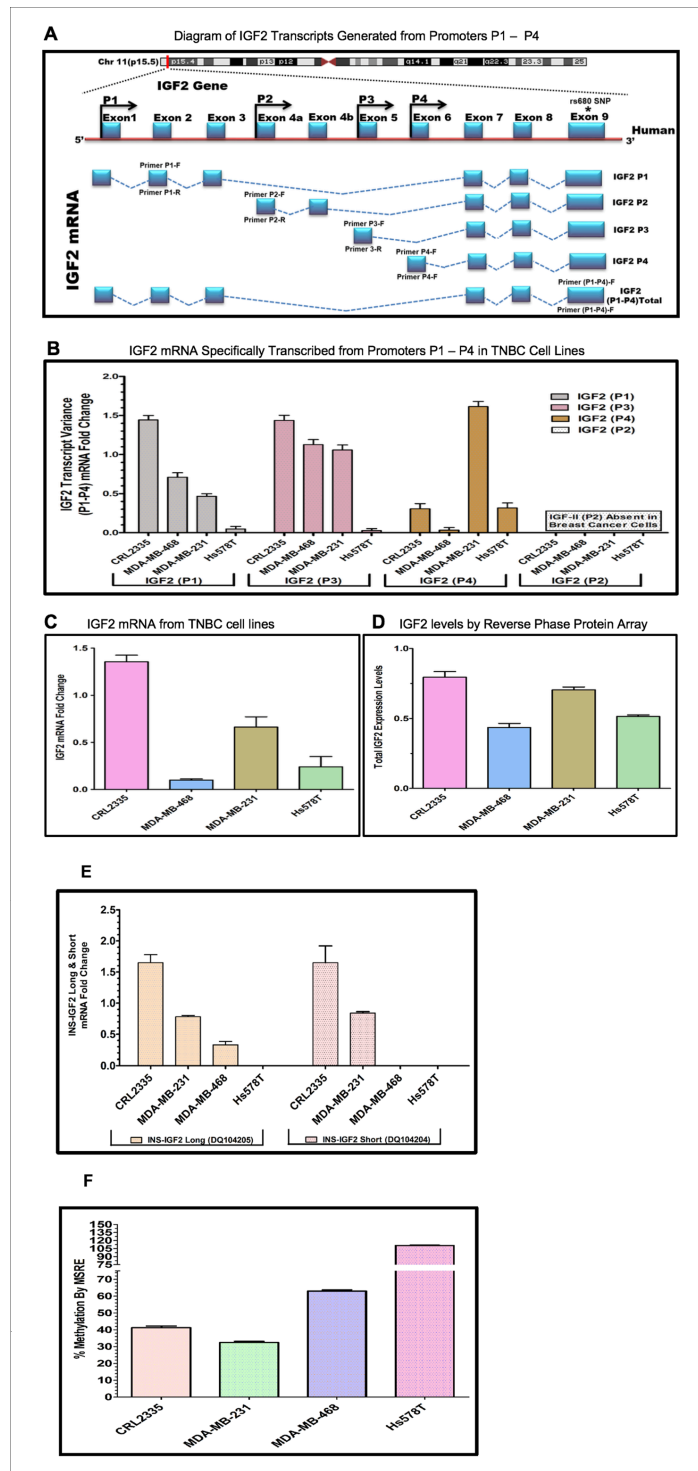 A
Diagram of IGF2 Transcripts Generated from Promoters P1 – P4
Chr 11(p15.5) p15.4 p13 p12 q14.1 q21 q22.3 23.3 25
IGF2 Gene
rs680 SNP
P1 P2 P3 P4 *
Exon1 Exon 2 Exon 3 Exon 4a Exon 4b Exon 5 Exon 6 Exon 7 Exon 8 Exon 9 Human
5' 3'
IGF2 mRNA
Primer P1-F
Primer P1-R
IGF2 P1
Primer P2-F
Primer P2-R
IGF2 P2
Primer P3-F
Primer 3-R
IGF2 P3
Primer P4-F
Primer P4-F
IGF2 P4
Primer (P1-P4)-F
IGF2
(P1-P4)Total
Primer (P1-P4)-F
B
IGF2 mRNA Specifically Transcribed from Promoters P1 – P4 in TNBC Cell Lines
IGF2 Transcript Variance
(P1-P4) mRNA Fold Change
2.0
1.5
1.0
0.5
0.0
IGF2 (P1)
IGF2 (P3)
IGF2 (P4)
IGF2 (P2)
IGF-II (P2) Absent in
Breast Cancer Cells
CRL2335 MDA-MB-468 MDA-MB-231 Hs578T CRL2335 MDA-MB-468 MDA-MB-231 Hs578T CRL2335 MDA-MB-468 MDA-MB-231 Hs578T CRL2335 MDA-MB-468 MDA-MB-231 Hs578T
IGF2 (P1) IGF2 (P3) IGF2 (P4) IGF2 (P2)
C
IGF2 mRNA from TNBC cell lines
IGF2 mRNA Fold Change
1.5
1.0
0.5
0.0
CRL2335 MDA-MB-468 MDA-MB-231 Hs578T
D
IGF2 levels by Reverse Phase Protein Array
Total IGF2 Expression Levels
1.0
0.5
0.0
CRL2335 MDA-MB-468 MDA-MB-231 Hs578T
E
INS-IGF2 Long & Short
mRNA Fold Change
2.5
2.0
1.5
1.0
0.5
0.0
CRL2335 MDA-MB-231 MDA-MB-468 Hs578T CRL2335 MDA-MB-231 MDA-MB-468 Hs578T
INS-IGF2 Long (DQ104205) INS-IGF2 Short (DQ104204)
F
% Methylation By MSRE
150
135
120
105
90
75
70
60
50
40
30
20
10
0
CRL2335 MDA-MB-231 MDA-MB-468 Hs578T